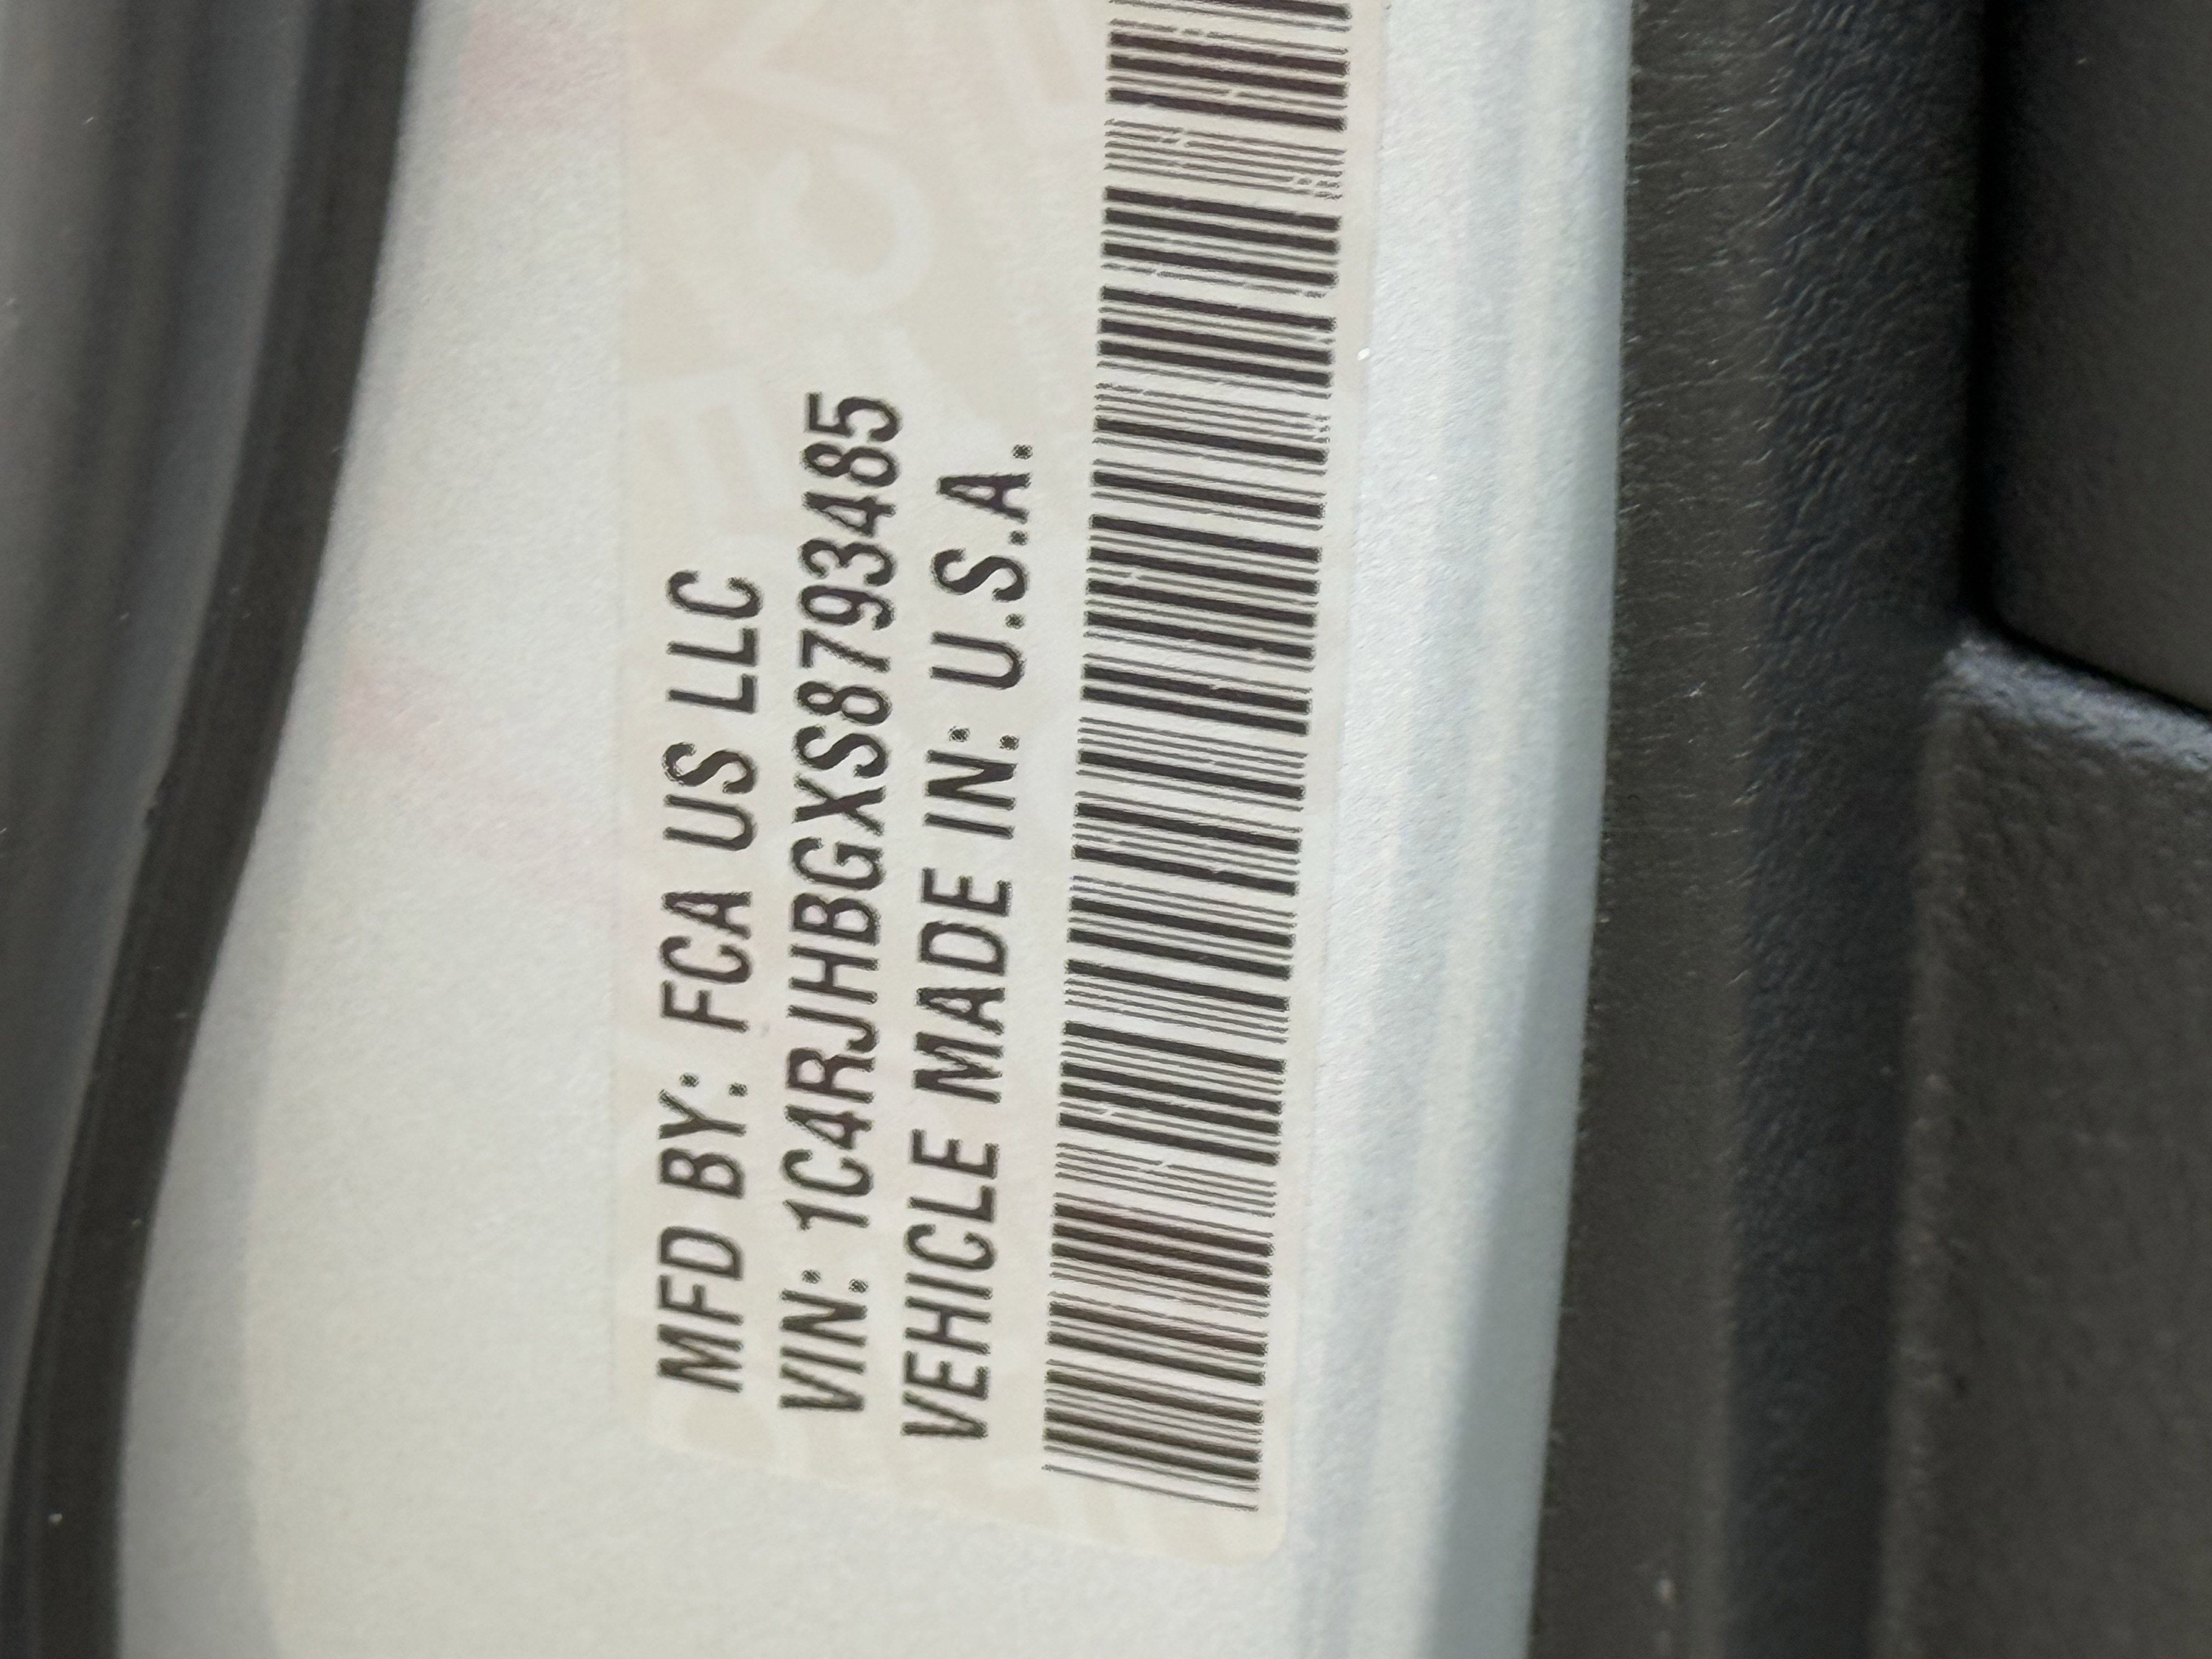 MFD BY: FCA US LLC
VIN: 1C4RJHBGXS8793485
VEHICLE MADE IN: U.S.A.